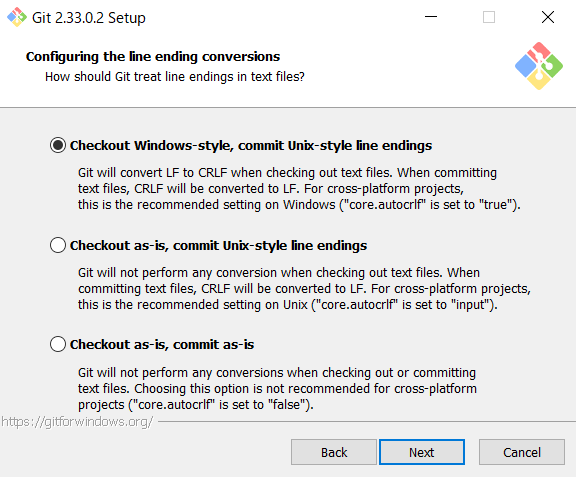 Git 2.33.0.2 Setup
Configuring the line ending conversions
How should Git treat line endings in text files?
Checkout Windows-style, commit Unix-style line endings
Git will convert LF to CRLF when checking out text files. When committing
text files, CRLF will be converted to LF. For cross-platform projects,
this is the recommended setting on Windows ("core.autocrlf" is set to "true").
Checkout as-is, commit Unix-style line endings
Git will not perform any conversion when checking out text files. When
committing text files, CRLF will be converted to LF. For cross-platform projects,
this is the recommended setting on Unix ("core.autocrlf" is set to "input").
Checkout as-is, commit as-is
Git will not perform any conversions when checking out or committing
text files. Choosing this option is not recommended for cross-platform
projects ("core.autocrlf" is set to "false").
https://gitforwindows.org/
Back Next Cancel